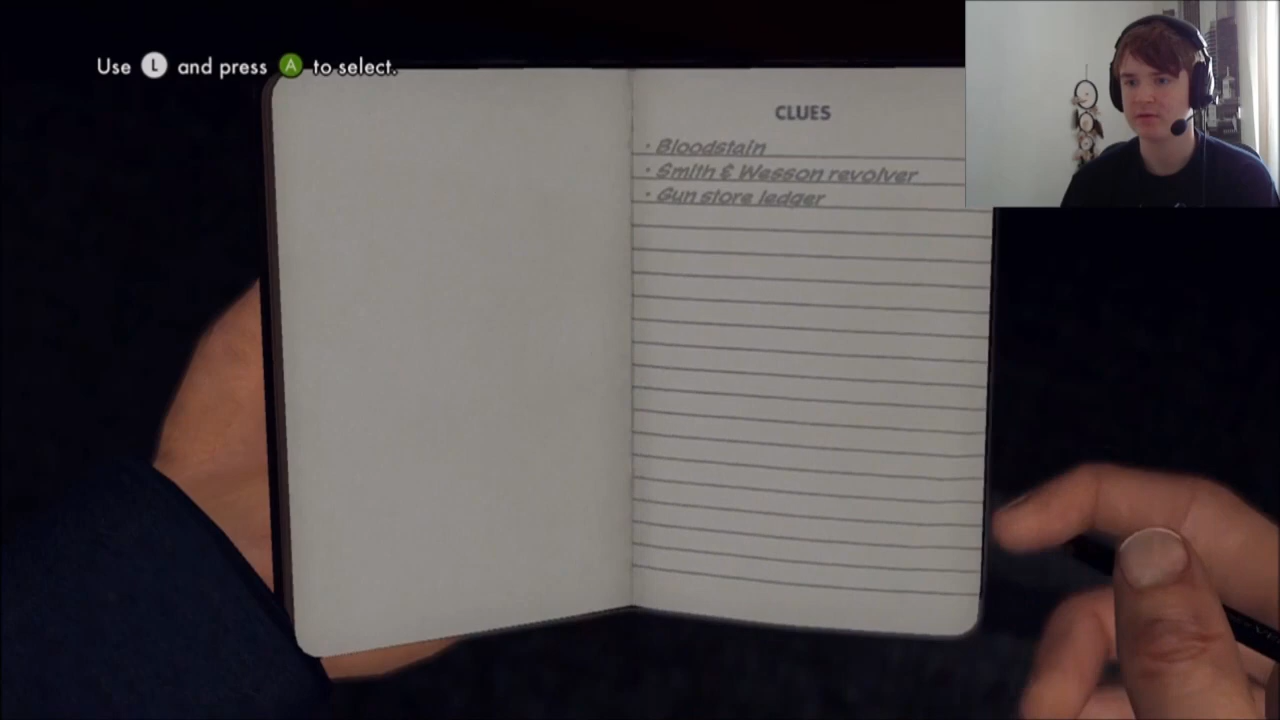 Use L and press A to select.
CLUES
· Bloodstain
· Smith & Wesson revolver
· Gun store ledger